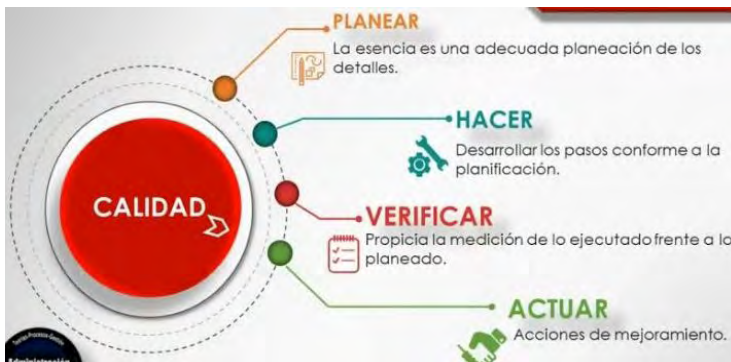 PLANEAR
La esencia es una adecuada planeación de los
detalles.
HACER
Desarrollar los pasos conforme a la
planificación.
CALIDAD
VERIFICAR
Propicia la medición de lo ejecutado frente a lo
planeado.
ACTUAR
Acciones de mejoramiento.
Administración